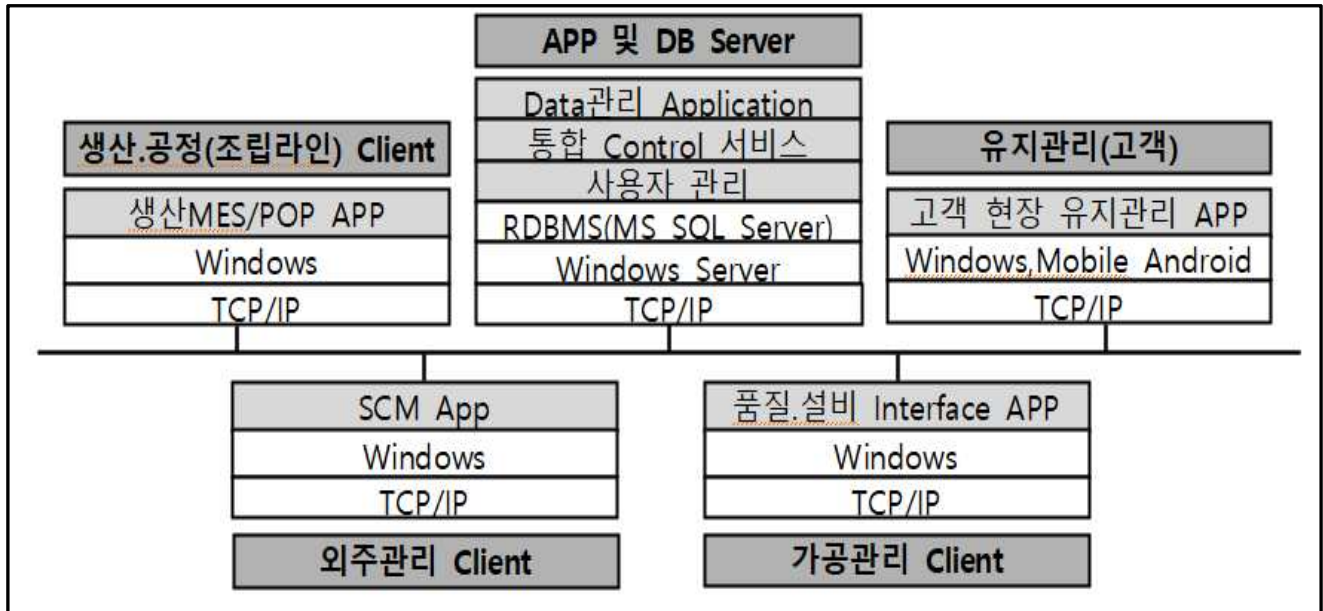 APP 및 DB Server
Data관리 Application
통합 Control 서비스
사용자 관리
RDBMS(MS SQL Server)
Windows Server
TCP/IP
생산.공정(조립라인) Client
생산MES/POP APP
Windows
TCP/IP
유지관리(고객)
고객 현장 유지관리 APP
Windows,Mobile Android
TCP/IP
SCM App
Windows
TCP/IP
외주관리 Client
품질.설비 Interface APP
Windows
TCP/IP
가공관리 Client